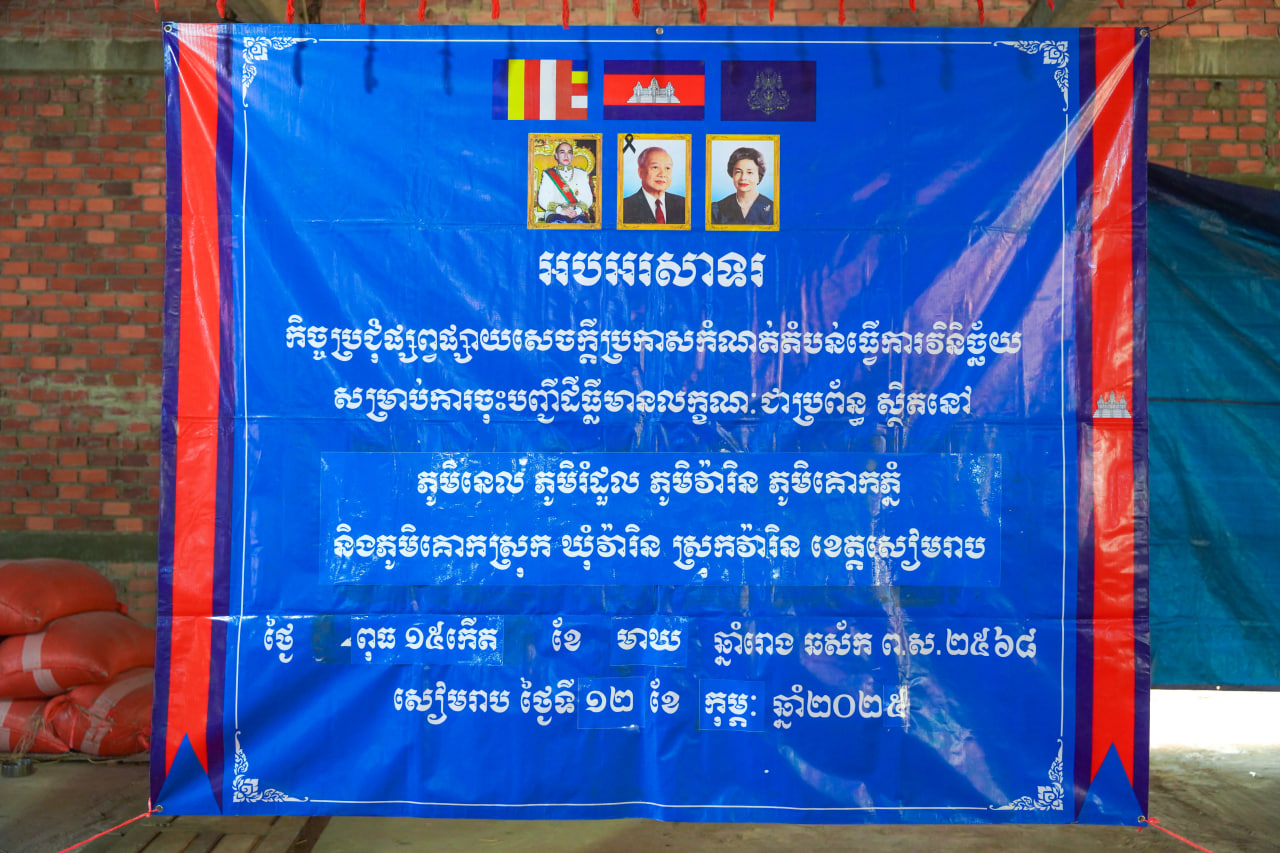 អបអរសាទរ
កិច្ចប្រជុំផ្សព្វផ្សាយសេចក្តីប្រកាសកំណត់តំបន់ធ្វើការវិនិច្ឆ័យ
សម្រាប់ការចុះបញ្ជីដីធ្លីមានលក្ខណៈជាប្រព័ន្ធ ស្ថិតនៅ
ភូមិនេល៉ ភូមិរំដួល ភូមិវ៉ារិន ភូមិគោកភ្នំ
និងភូមិគោកស្រុក ឃុំវ៉ារិន ស្រុកវ៉ារិន ខេត្តសៀមរាប
ថ្ងៃ ពុធ ១៥កើត ខែ មាឃ ឆ្នាំរោង ឆស័ក ព.ស.២៥៦៨
សៀមរាប ថ្ងៃទី ១២ ខែ កុម្ភៈ ឆ្នាំ២០២៥